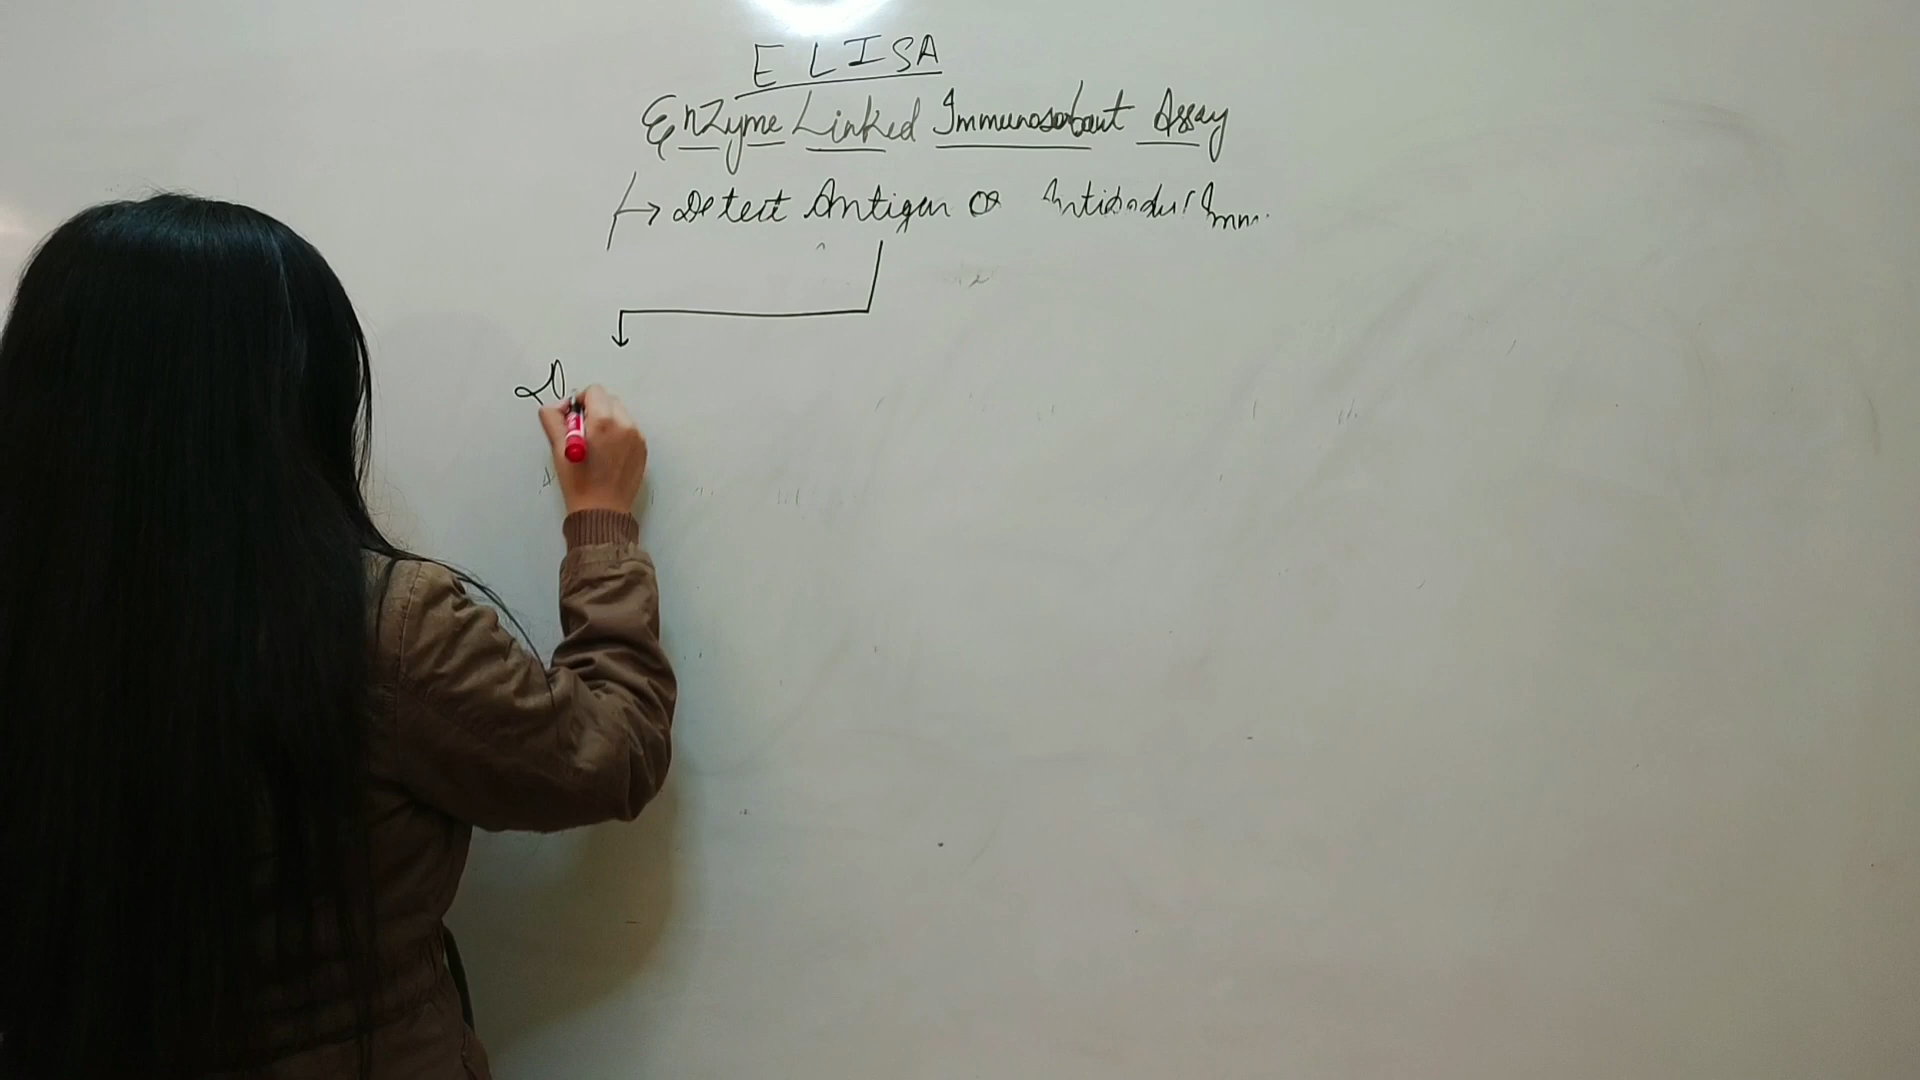 ELISA
Enzyme Linked Immunosorbant Assay
→ Detect Antigen or